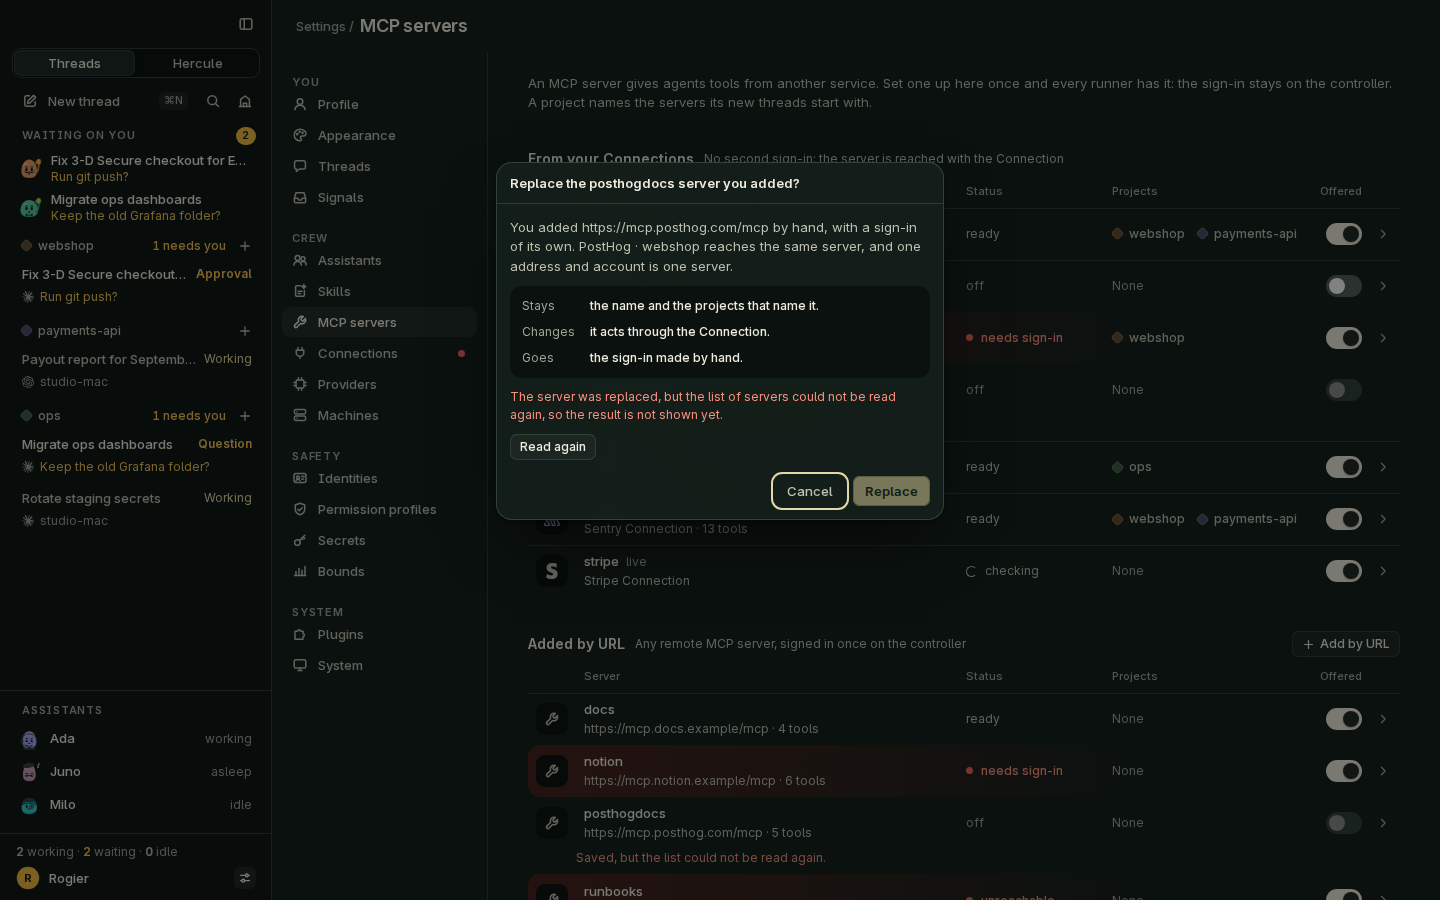 Threads
Hercule
New thread
⌘N
WAITING ON YOU
2
Fix 3-D Secure checkout for E…
Run git push?
Migrate ops dashboards
Keep the old Grafana folder?
webshop
1 needs you
Fix 3-D Secure checkout…
Approval
Run git push?
payments-api
Payout report for Septemb…
Working
studio-mac
ops
1 needs you
Migrate ops dashboards
Question
Keep the old Grafana folder?
Rotate staging secrets
Working
studio-mac
ASSISTANTS
Ada
working
Juno
asleep
Milo
idle
2 working · 2 waiting · 0 idle
R
Rogier
Settings / MCP servers
YOU
Profile
Appearance
Threads
Signals
CREW
Assistants
Skills
MCP servers
Connections
Providers
Machines
SAFETY
Identities
Permission profiles
Secrets
Bounds
SYSTEM
Plugins
System
An MCP server gives agents tools from another service. Set one up here once and every runner has it: the sign-in stays on the controller.
A project names the servers its new threads start with.
From your Connections No second sign-in: the server is reached with the Connection
Status
Projects
Offered
ready
webshop
payments-api
off
None
needs sign-in
webshop
off
None
ready
ops
Sentry Connection · 13 tools
ready
webshop
payments-api
S
stripe live
Stripe Connection
checking
None
Replace the posthogdocs server you added?
You added https://mcp.posthog.com/mcp by hand, with a sign-in
of its own. PostHog · webshop reaches the same server, and one
address and account is one server.
Stays the name and the projects that name it.
Changes it acts through the Connection.
Goes the sign-in made by hand.
The server was replaced, but the list of servers could not be read
again, so the result is not shown yet.
Read again
Cancel
Replace
Added by URL Any remote MCP server, signed in once on the controller
Add by URL
Server
Status
Projects
Offered
docs
https://mcp.docs.example/mcp · 4 tools
ready
None
notion
https://mcp.notion.example/mcp · 6 tools
needs sign-in
None
posthogdocs
https://mcp.posthog.com/mcp · 5 tools
off
None
Saved, but the list could not be read again.
runbooks
unreachable